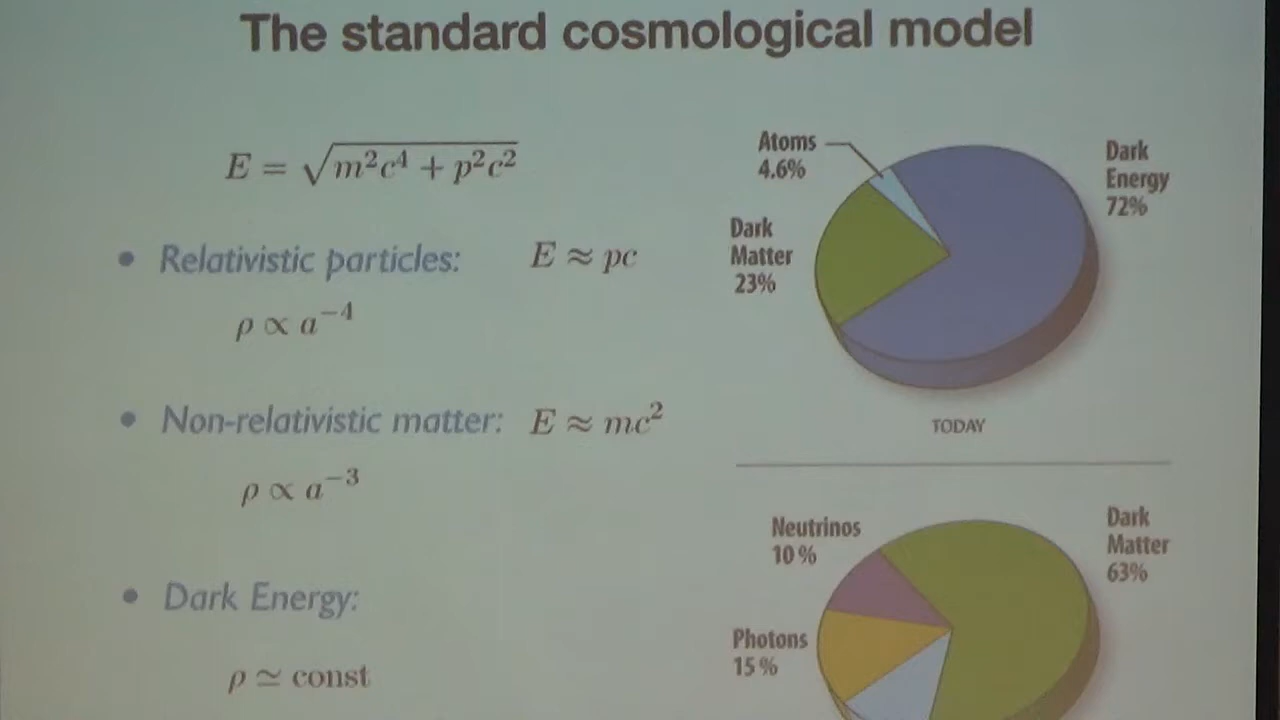 The standard cosmological model
E = √m²c⁴ + p²c²
• Relativistic particles: E ≈ pc
ρ ∝ a⁻⁴
• Non-relativistic matter: E ≈ mc²
ρ ∝ a⁻³
• Dark Energy:
ρ ≃ const
Atoms
4.6%
Dark
Energy
72%
Dark
Matter
23%
TODAY
Neutrinos
10 %
Dark
Matter
63%
Photons
15 %